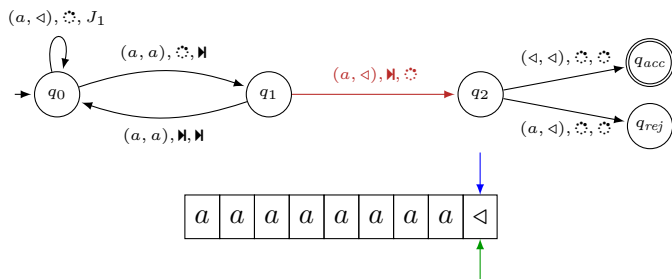 (a, ◁), ◌, J₁
(a, a), ◌, ⏯
(a, ◁), ⏯, ◌
(◁, ◁), ◌, ◌
q_acc
q₀
q₁
q₂
(a, a), ⏯, ⏯
(a, ◁), ◌, ◌
q_rej
a a a a a a a a ◁